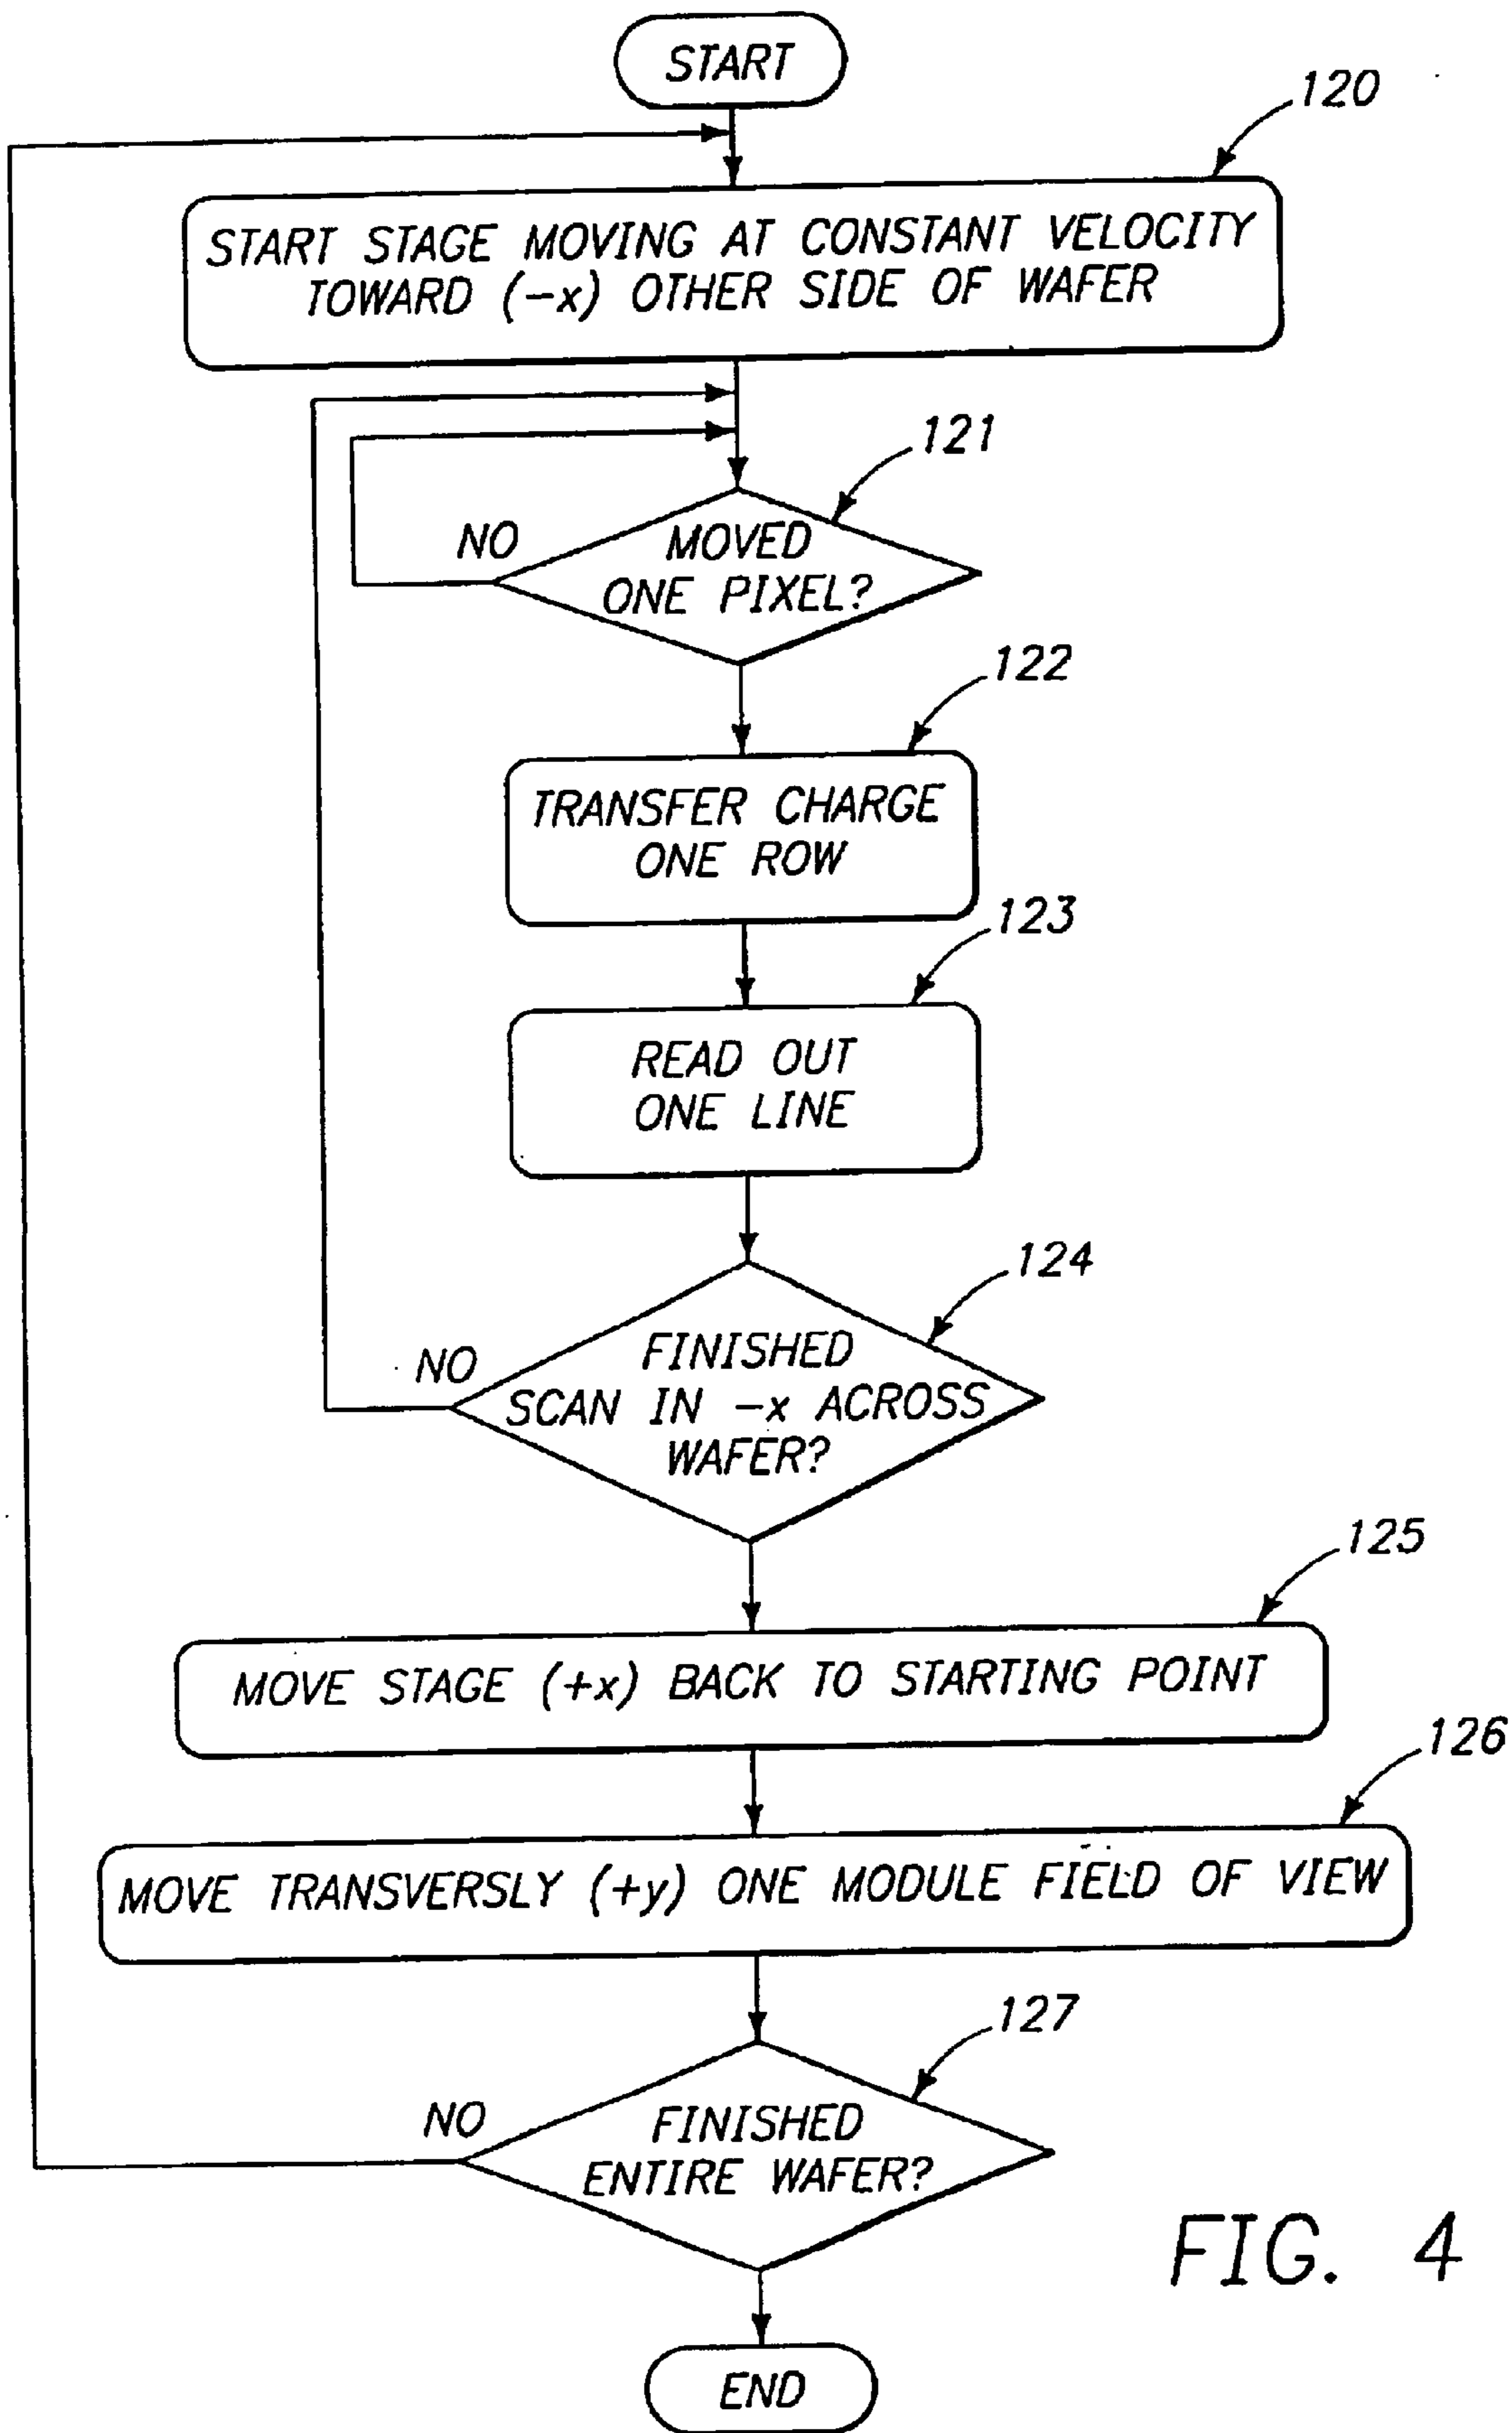 START
120
START STAGE MOVING AT CONSTANT VELOCITY
TOWARD (-x) OTHER SIDE OF WAFER
121
NO
MOVED
ONE PIXEL?
122
TRANSFER CHARGE
ONE ROW
123
READ OUT
ONE LINE
124
NO
FINISHED
SCAN IN -x ACROSS
WAFER?
125
MOVE STAGE (+x) BACK TO STARTING POINT
126
MOVE TRANSVERSLY (+y) ONE MODULE FIELD OF VIEW
127
NO
FINISHED
ENTIRE WAFER?
FIG. 4
END